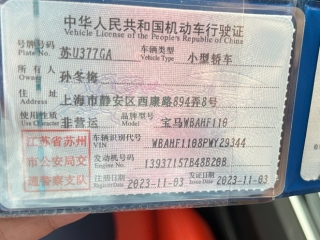 中华人民共和国机动车行驶证
Vehicle License of the People's Republic of China
号牌号码 苏U377GA 车辆类型 小型轿车
Plate No. Vehicle Type
所有人 孙冬梅
Owner
住址 上海市静安区西康路894弄8号
Address
使用性质 非营运 品牌型号 宝马WBAHF110
Use Character
江苏省苏州市公安局交通警察支队
车辆识别代号 WBAHF1108PWY29344
VIN
发动机号码 13937157B48B20B
Engine No.
注册日期 2023-11-03 发证日期 2023-11-03
Register Date Issue Date